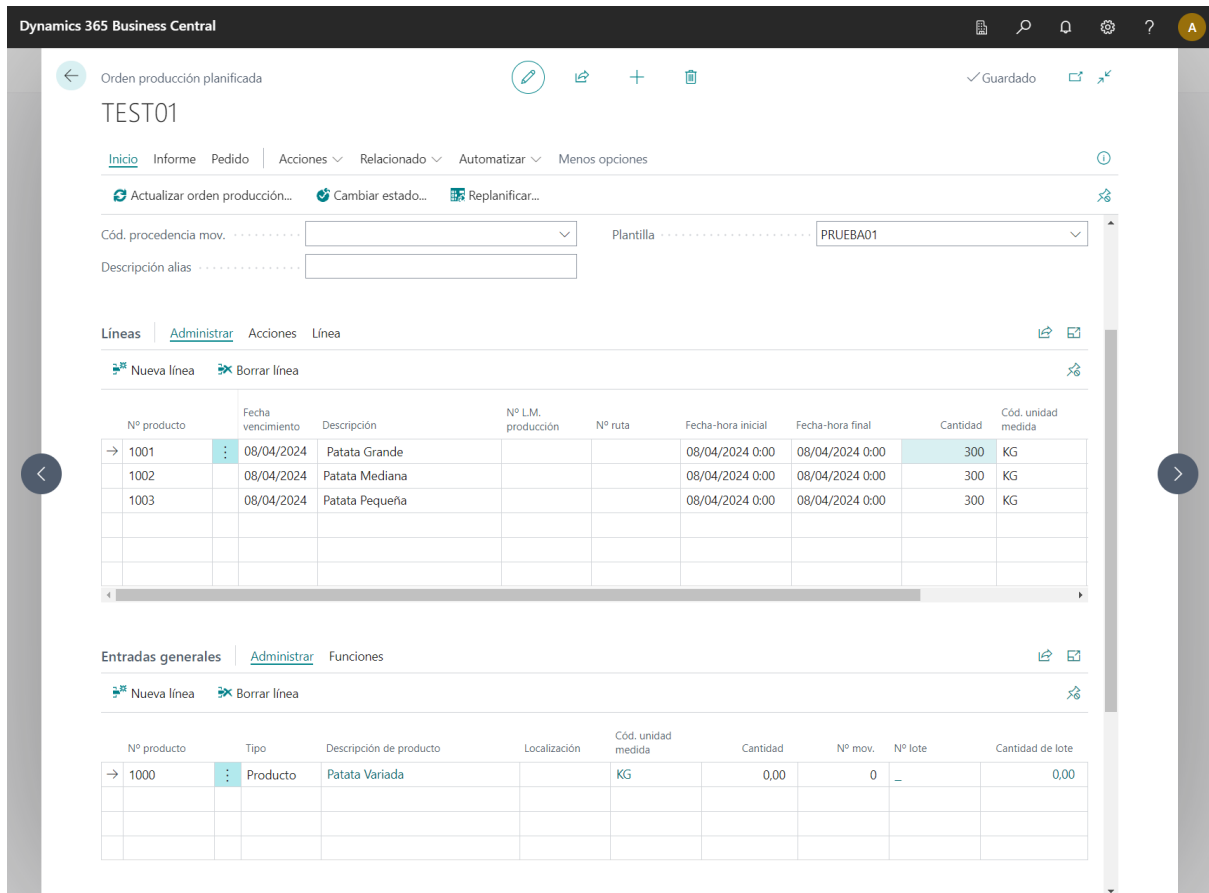 Dynamics 365 Business Central
A
Orden producción planificada
Guardado
TEST01
Inicio Informe Pedido Acciones Relacionado Automatizar Menos opciones
Actualizar orden producción... Cambiar estado... Replanificar...
Cód. procedencia mov. Plantilla PRUEBA01
Descripción alias
Líneas Administrar Acciones Línea
Nueva línea Borrar línea
Nº producto Fecha vencimiento Descripción Nº L.M. producción Nº ruta Fecha-hora inicial Fecha-hora final Cantidad Cód. unidad medida
1001 08/04/2024 Patata Grande 08/04/2024 0:00 08/04/2024 0:00 300 KG
1002 08/04/2024 Patata Mediana 08/04/2024 0:00 08/04/2024 0:00 300 KG
1003 08/04/2024 Patata Pequeña 08/04/2024 0:00 08/04/2024 0:00 300 KG
Entradas generales Administrar Funciones
Nueva línea Borrar línea
Nº producto Tipo Descripción de producto Localización Cód. unidad medida Cantidad Nº mov. Nº lote Cantidad de lote
1000 Producto Patata Variada KG 0,00 0 _ 0,00